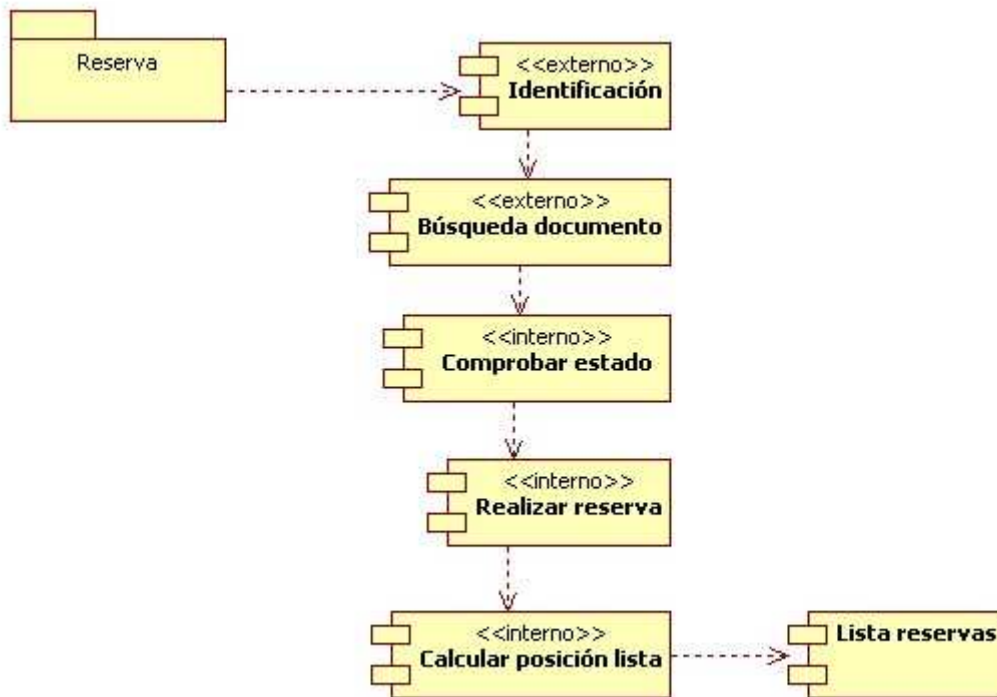 Reserva
<<externo>>
Identificación
<<externo>>
Búsqueda documento
<<interno>>
Comprobar estado
<<interno>>
Realizar reserva
<<interno>>
Calcular posición lista
Lista reservas